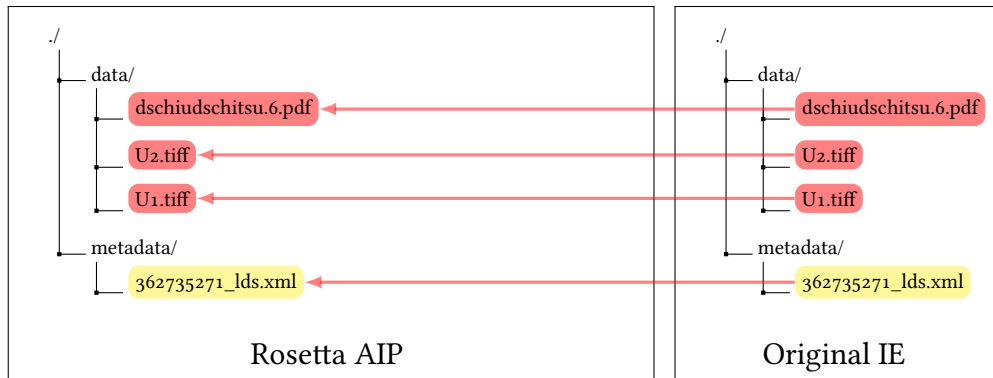 ./
data/
dschiudschitsu.6.pdf
U2.tiff
U1.tiff
metadata/
362735271_lds.xml
Rosetta AIP
./
data/
dschiudschitsu.6.pdf
U2.tiff
U1.tiff
metadata/
362735271_lds.xml
Original IE